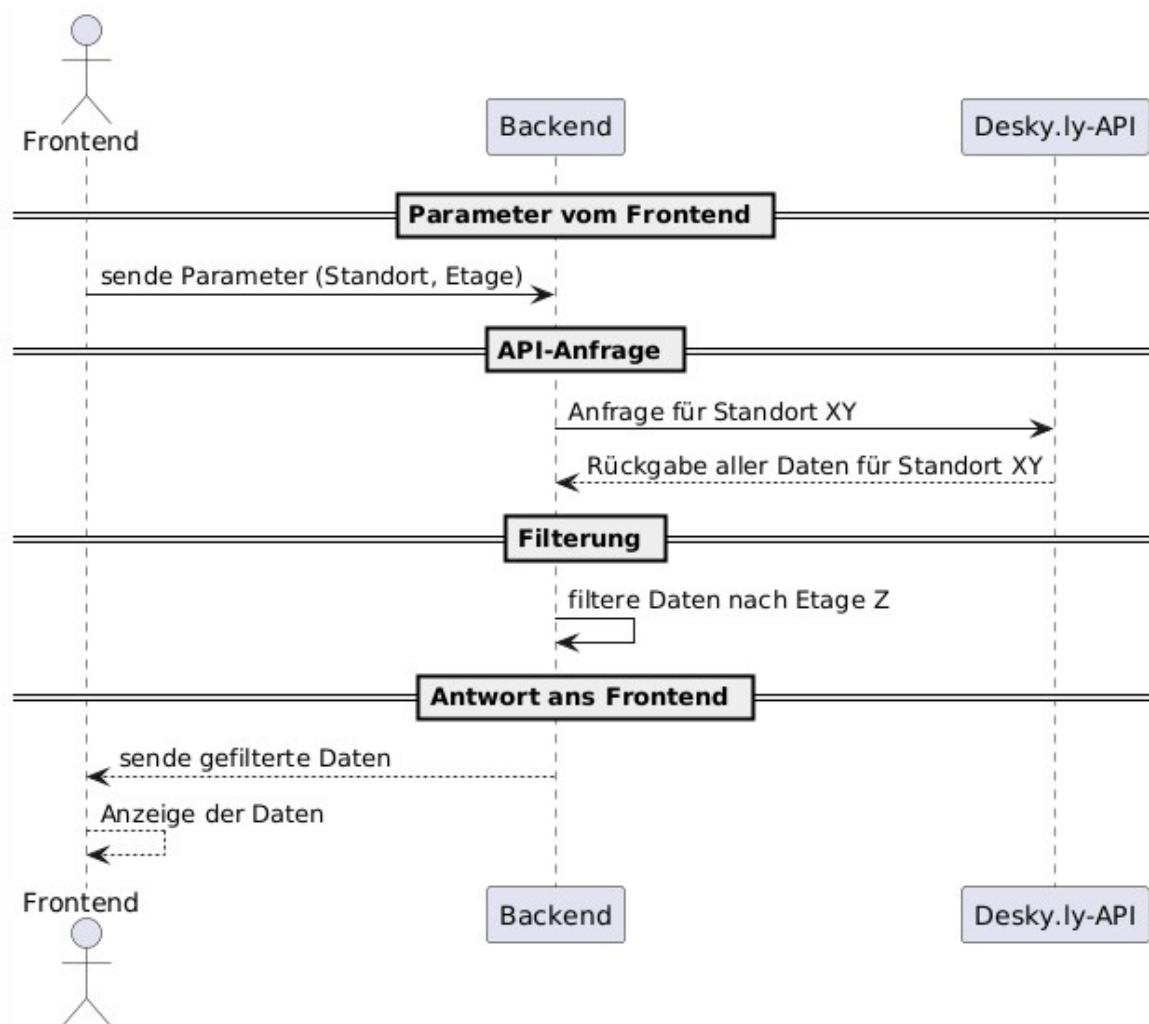 Frontend
Backend
Desky.ly-API
Parameter vom Frontend
sende Parameter (Standort, Etage)
API-Anfrage
Anfrage für Standort XY
Rückgabe aller Daten für Standort XY
Filterung
filtere Daten nach Etage Z
Antwort ans Frontend
sende gefilterte Daten
Anzeige der Daten
Frontend
Backend
Desky.ly-API